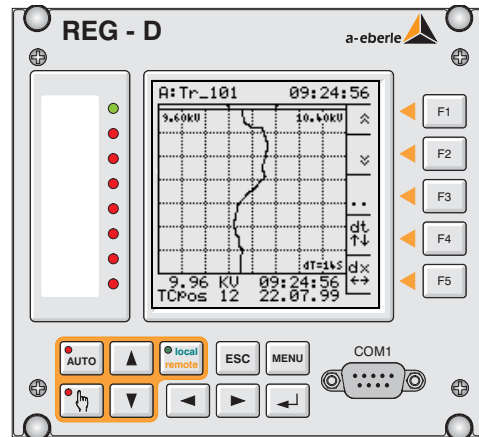 REG - D
a-eberle
A:Tr_101 09:24:56
9.60kV 10.40kV
dt
dT=14S
dx
9.96 KV 09:24:56
TCPos 12 22.07.99
F1
F2
F3
F4
F5
AUTO
local
remote
ESC
MENU
COM1